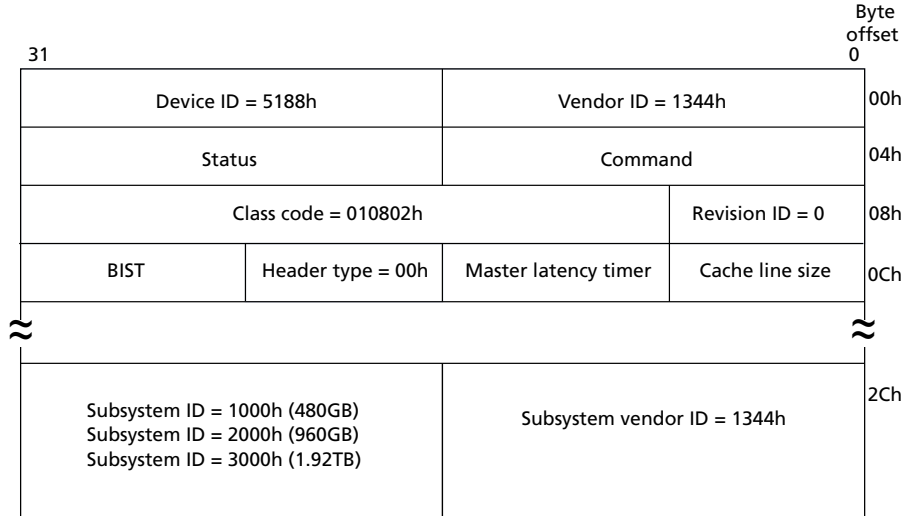 Byte
offset
31 0
Device ID = 5188h Vendor ID = 1344h 00h
Status Command 04h
Class code = 010802h Revision ID = 0 08h
BIST Header type = 00h Master latency timer Cache line size 0Ch
≈ ≈
2Ch
Subsystem ID = 1000h (480GB)
Subsystem ID = 2000h (960GB)
Subsystem ID = 3000h (1.92TB)
Subsystem vendor ID = 1344h